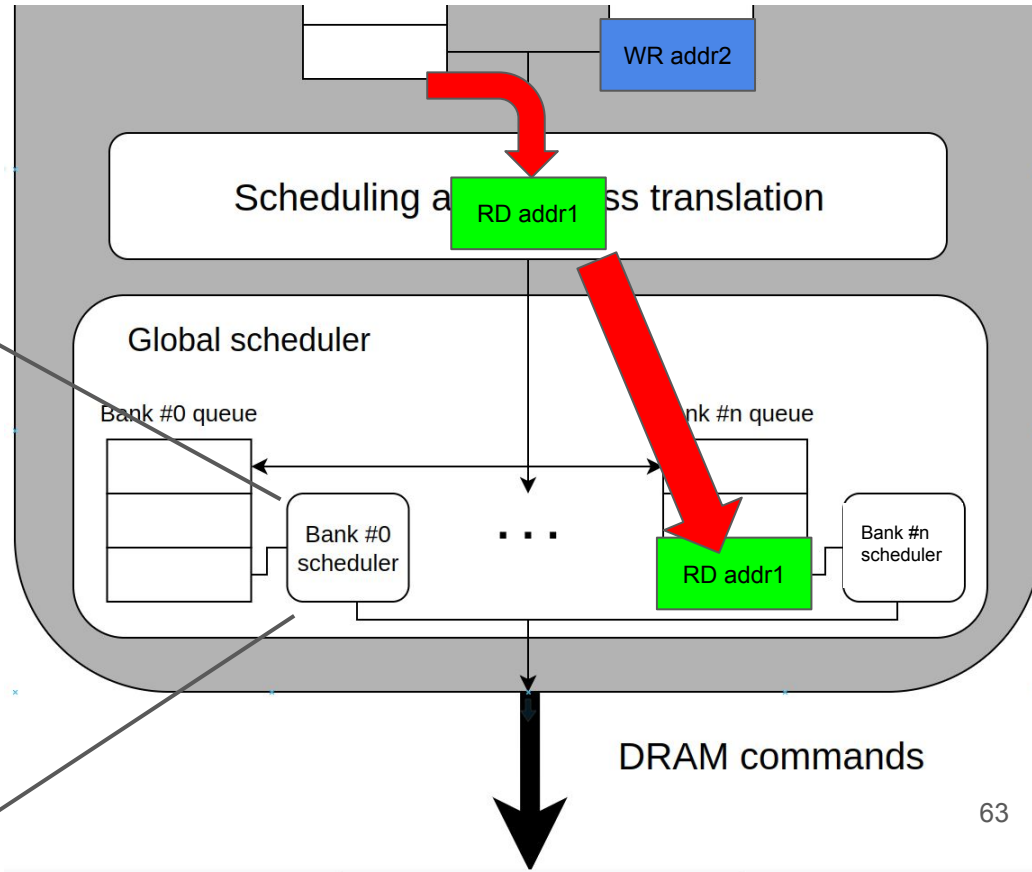 WR addr2
Scheduling a
ss translation
RD addr1
Global scheduler
Bank #0 queue
nk #n queue
Bank #0
scheduler
. . .
Bank #n
scheduler
RD addr1
DRAM commands
63